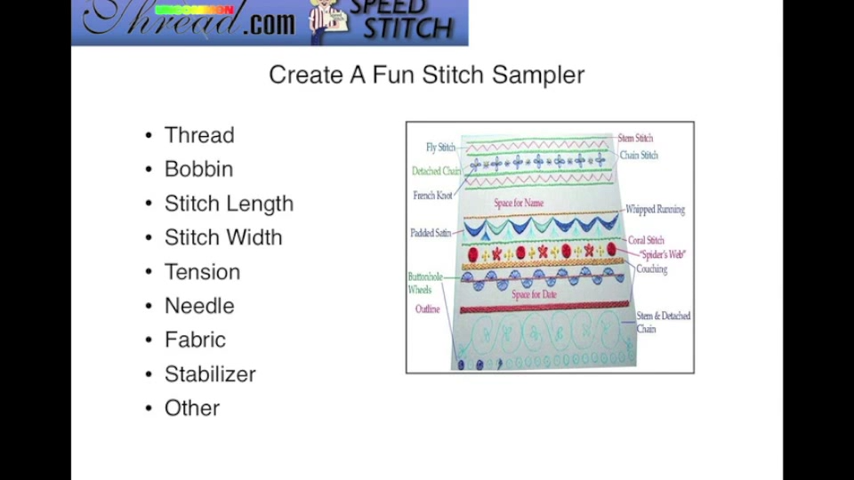 Thread.com
SPEED
STITCH
Create A Fun Stitch Sampler
• Thread
• Bobbin
• Stitch Length
• Stitch Width
• Tension
• Needle
• Fabric
• Stabilizer
• Other
Fly Stitch
Detached Chain
French Knot
Padded Satin
Buttonhole
Wheels
Outline
Space for Name
Space for Date
Stem Stitch
Chain Stitch
Whipped Running
Coral Stitch
"Spider's Web"
Couching
Stem & Detached
Chain